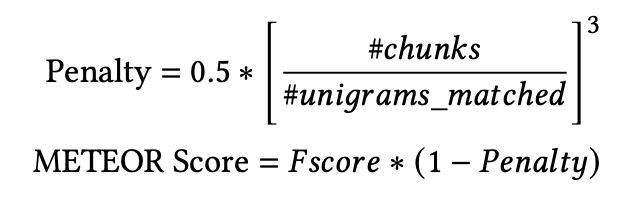 Penalty = 0.5 * [ #chunks / #unigrams_matched ]^3
METEOR Score = Fscore * (1 − Penalty)